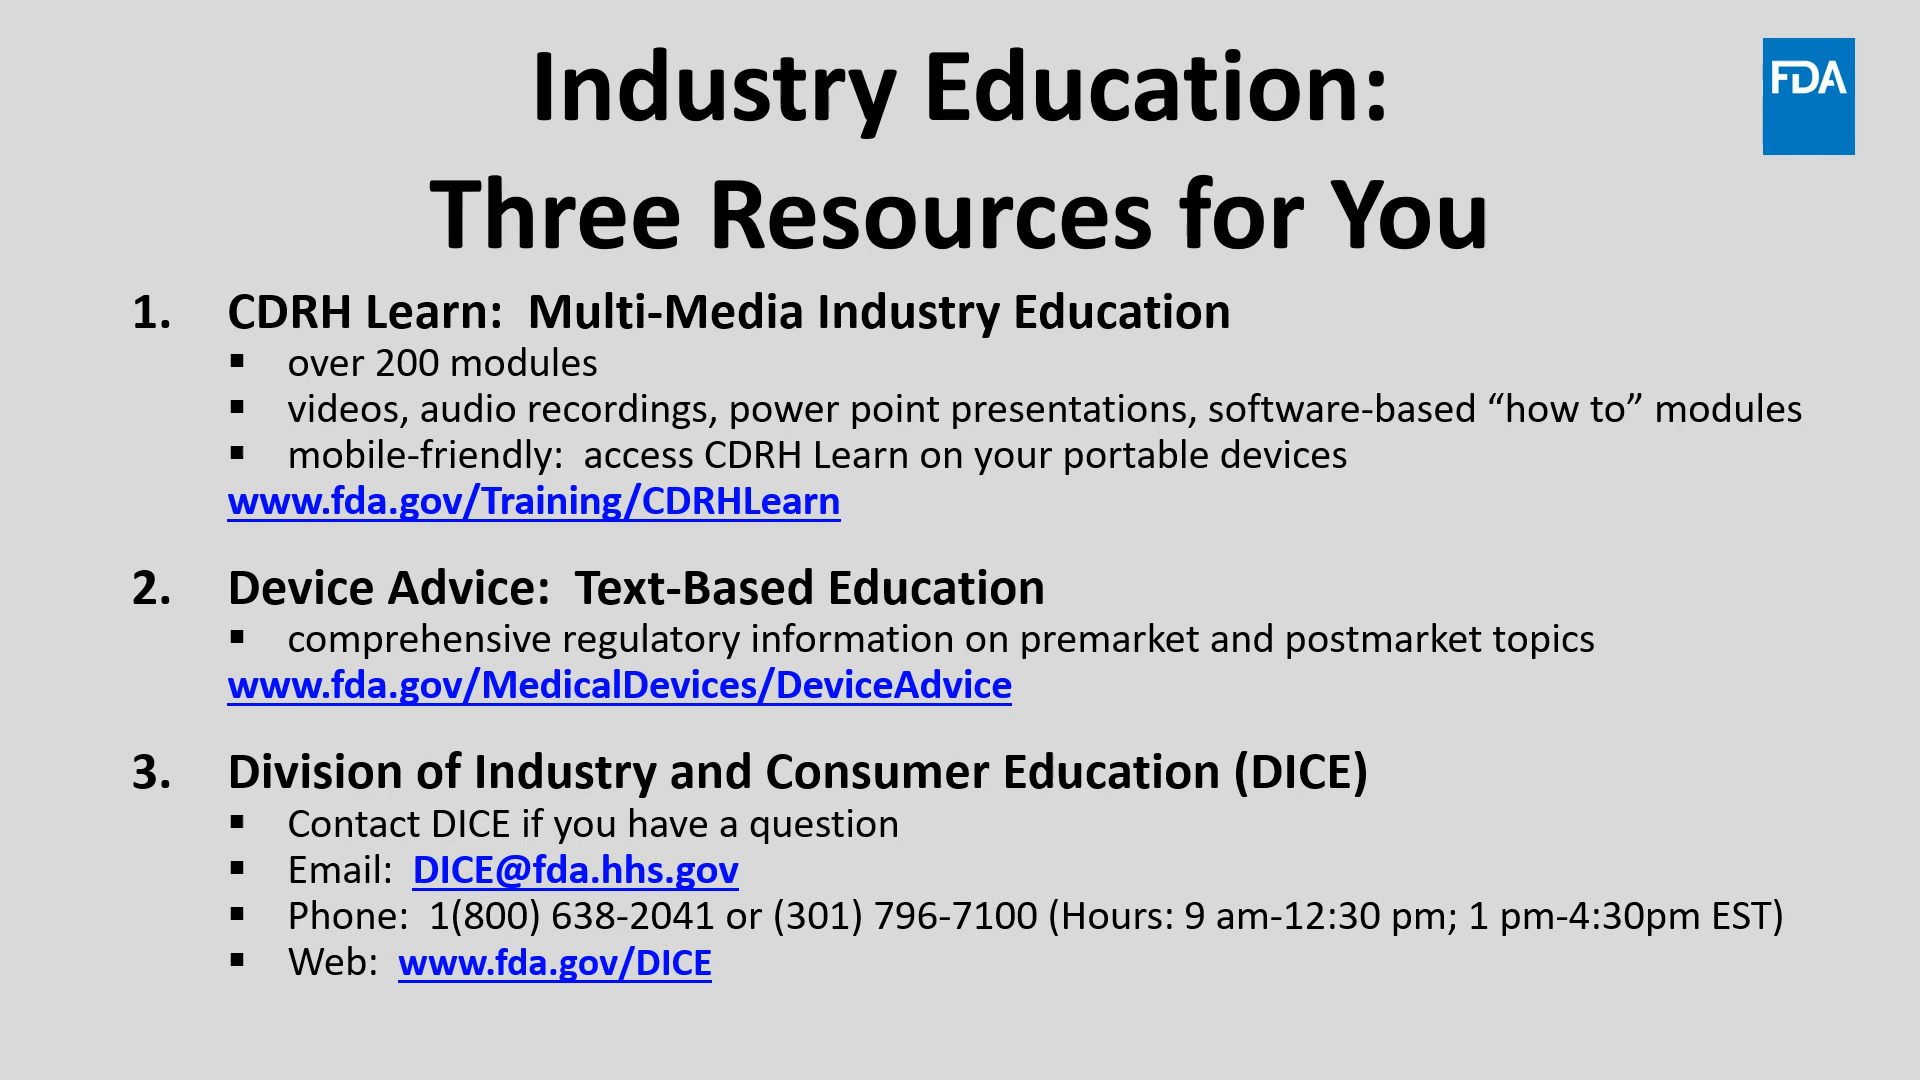 Industry Education:
FDA
Three Resources for You
1. CDRH Learn: Multi-Media Industry Education
▪ over 200 modules
▪ videos, audio recordings, power point presentations, software-based “how to” modules
▪ mobile-friendly: access CDRH Learn on your portable devices
www.fda.gov/Training/CDRHLearn
2. Device Advice: Text-Based Education
▪ comprehensive regulatory information on premarket and postmarket topics
www.fda.gov/MedicalDevices/DeviceAdvice
3. Division of Industry and Consumer Education (DICE)
▪ Contact DICE if you have a question
▪ Email: DICE@fda.hhs.gov
▪ Phone: 1(800) 638-2041 or (301) 796-7100 (Hours: 9 am-12:30 pm; 1 pm-4:30pm EST)
▪ Web: www.fda.gov/DICE